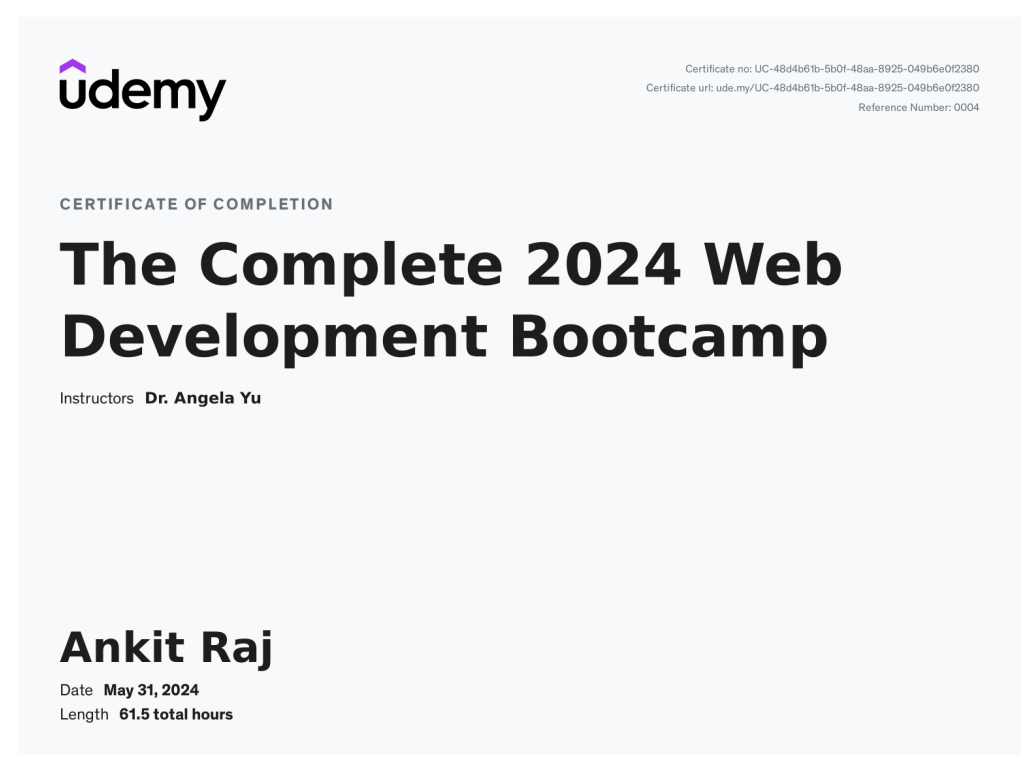 udemy
Certificate no: UC-48d4b61b-5b0f-48aa-8925-049b6e0f2380
Certificate url: ude.my/UC-48d4b61b-5b0f-48aa-8925-049b6e0f2380
Reference Number: 0004
CERTIFICATE OF COMPLETION
The Complete 2024 Web
Development Bootcamp
Instructors Dr. Angela Yu
Ankit Raj
Date May 31, 2024
Length 61.5 total hours